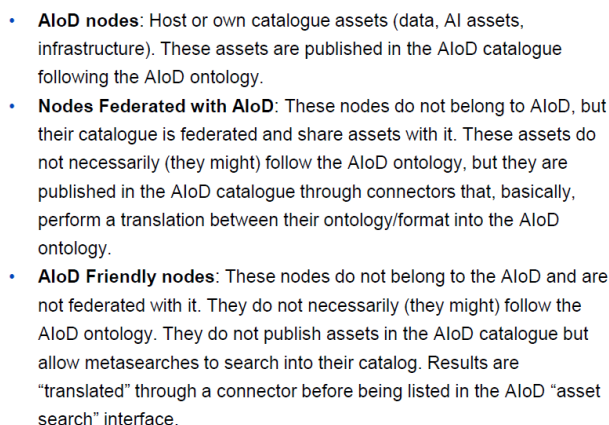 • AIoD nodes: Host or own catalogue assets (data, AI assets,
infrastructure). These assets are published in the AIoD catalogue
following the AIoD ontology.
• Nodes Federated with AIoD: These nodes do not belong to AIoD, but
their catalogue is federated and share assets with it. These assets do
not necessarily (they might) follow the AIoD ontology, but they are
published in the AIoD catalogue through connectors that, basically,
perform a translation between their ontology/format into the AIoD
ontology.
• AIoD Friendly nodes: These nodes do not belong to the AIoD and are
not federated with it. They do not necessarily (they might) follow the
AIoD ontology. They do not publish assets in the AIoD catalogue but
allow metasearches to search into their catalog. Results are
“translated” through a connector before being listed in the AIoD “asset
search” interface.